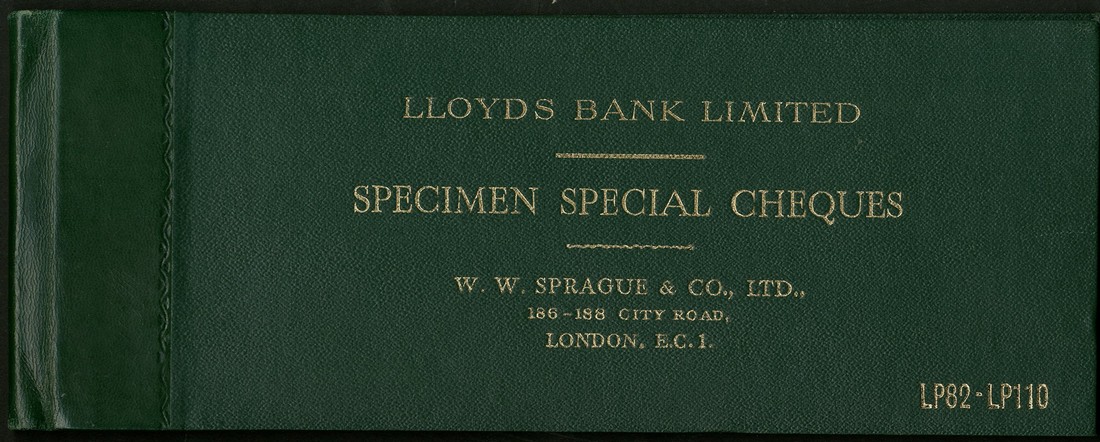 LLOYDS BANK LIMITED
SPECIMEN SPECIAL CHEQUES
W. W. SPRAGUE & CO., LTD.,
186-188 CITY ROAD,
LONDON. E.C.1.
LP82-LP110